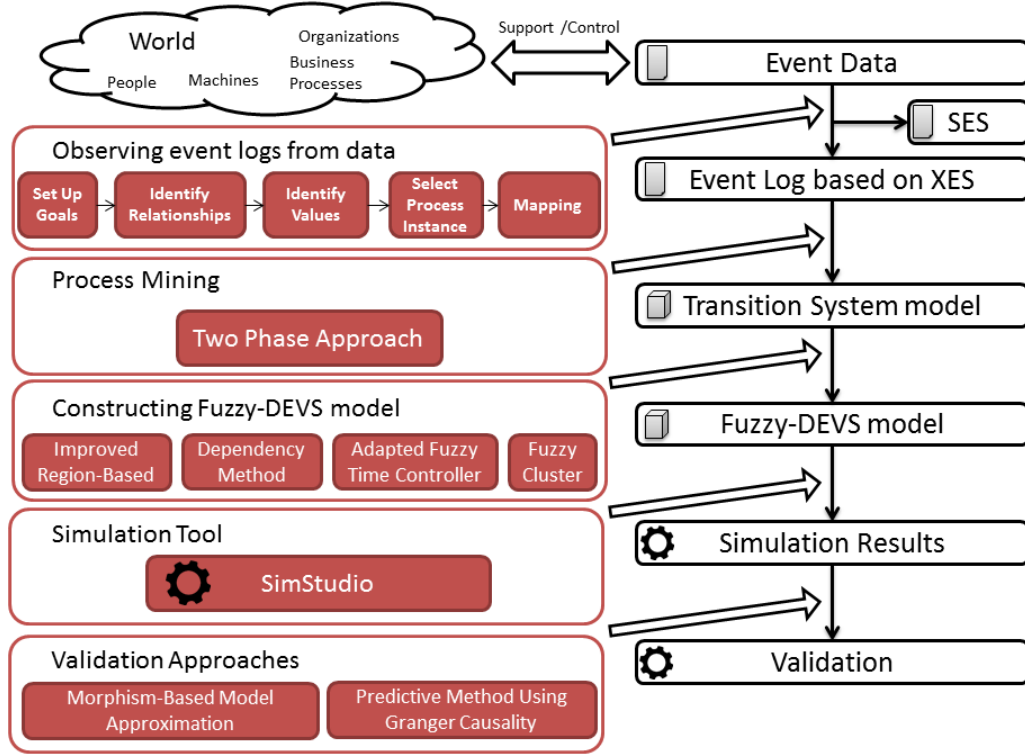 World
Organizations
People
Machines
Business
Processes
Support /Control
Event Data
SES
Observing event logs from data
Set Up
Goals
Identify
Relationships
Identify
Values
Select
Process
Instance
Mapping
Event Log based on XES
Process Mining
Two Phase Approach
Transition System model
Constructing Fuzzy-DEVS model
Improved
Region-Based
Dependency
Method
Adapted Fuzzy
Time Controller
Fuzzy
Cluster
Fuzzy-DEVS model
Simulation Tool
SimStudio
Simulation Results
Validation Approaches
Morphism-Based Model
Approximation
Predictive Method Using
Granger Causality
Validation